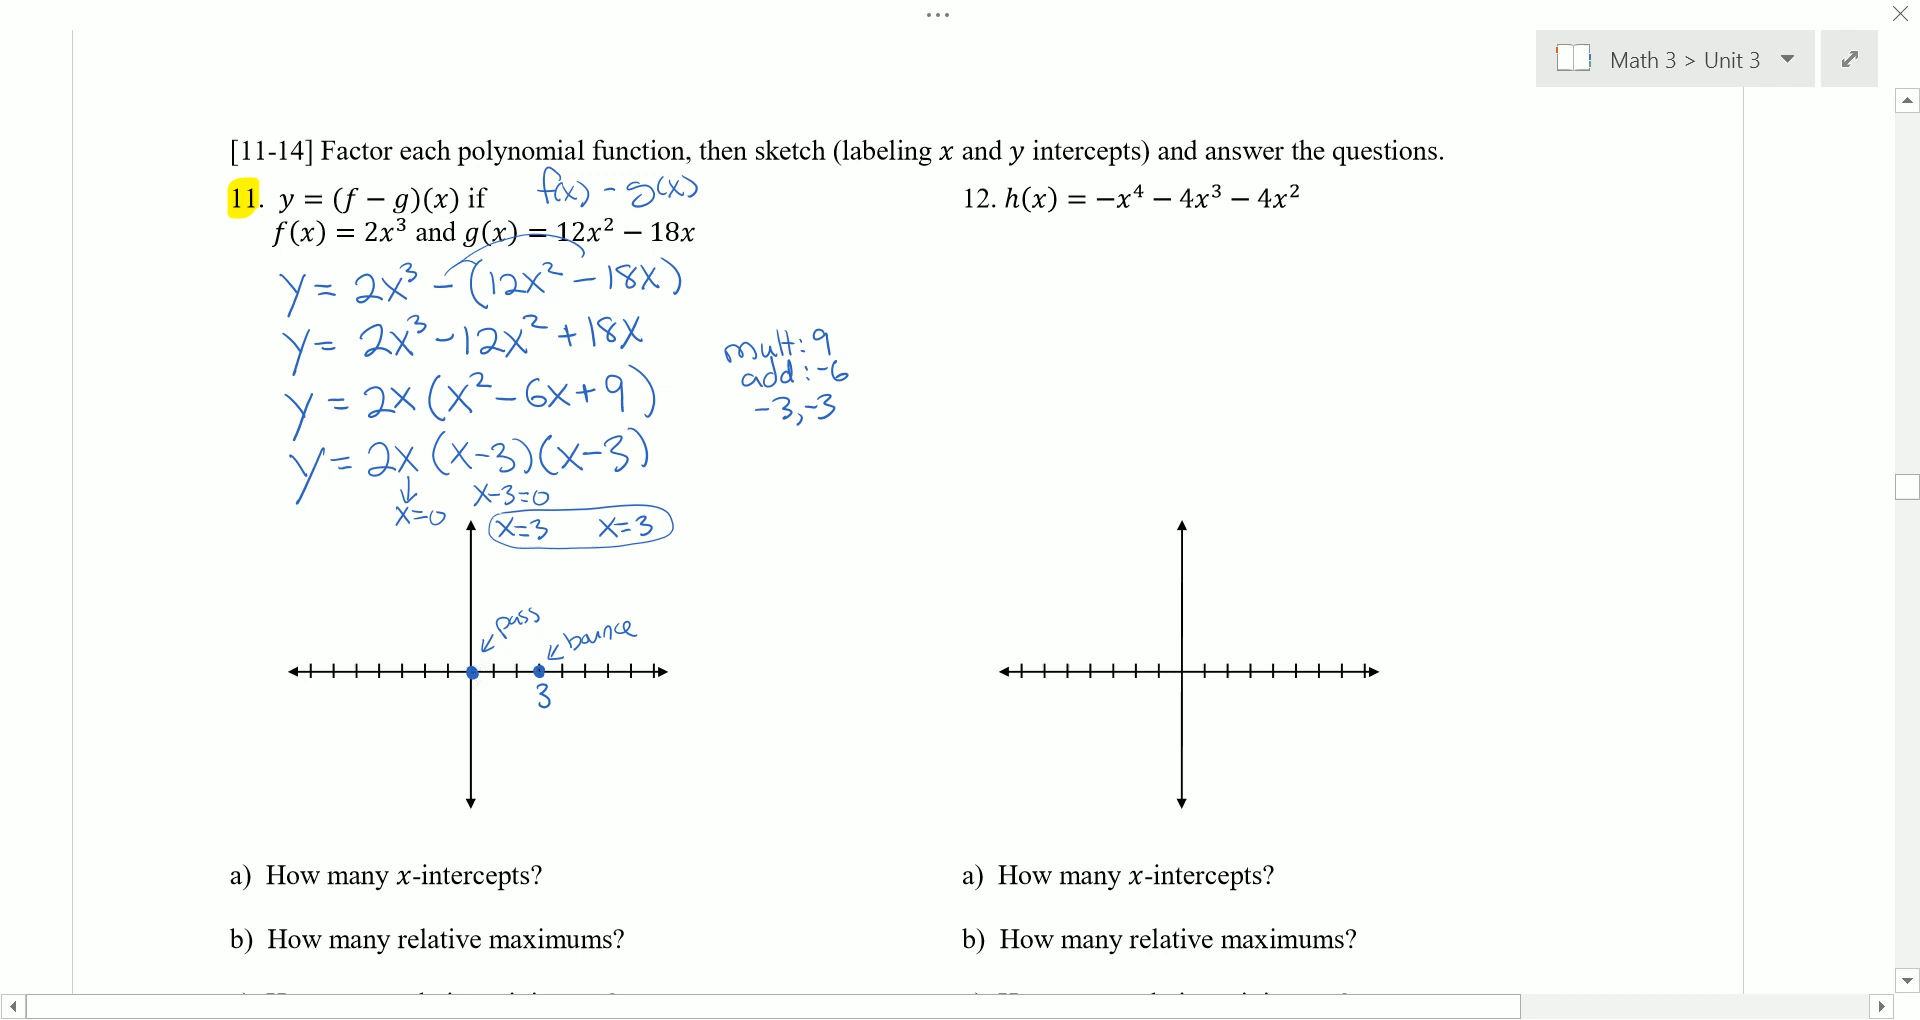 Math 3 > Unit 3
[11-14] Factor each polynomial function, then sketch (labeling x and y intercepts) and answer the questions.
11. y = (f − g)(x) if
f(x) - g(x)
f(x) = 2x³ and g(x) = 12x² − 18x
y = 2x³ - (12x² - 18x)
y = 2x³ - 12x² + 18x
y = 2x (x² - 6x + 9)
y = 2x (x-3)(x-3)
mult: 9
add: -6
-3, -3
x=0
x-3=0
x=3 x=3
pass
bounce
3
a) How many x-intercepts?
b) How many relative maximums?
12. h(x) = −x⁴ − 4x³ − 4x²
a) How many x-intercepts?
b) How many relative maximums?